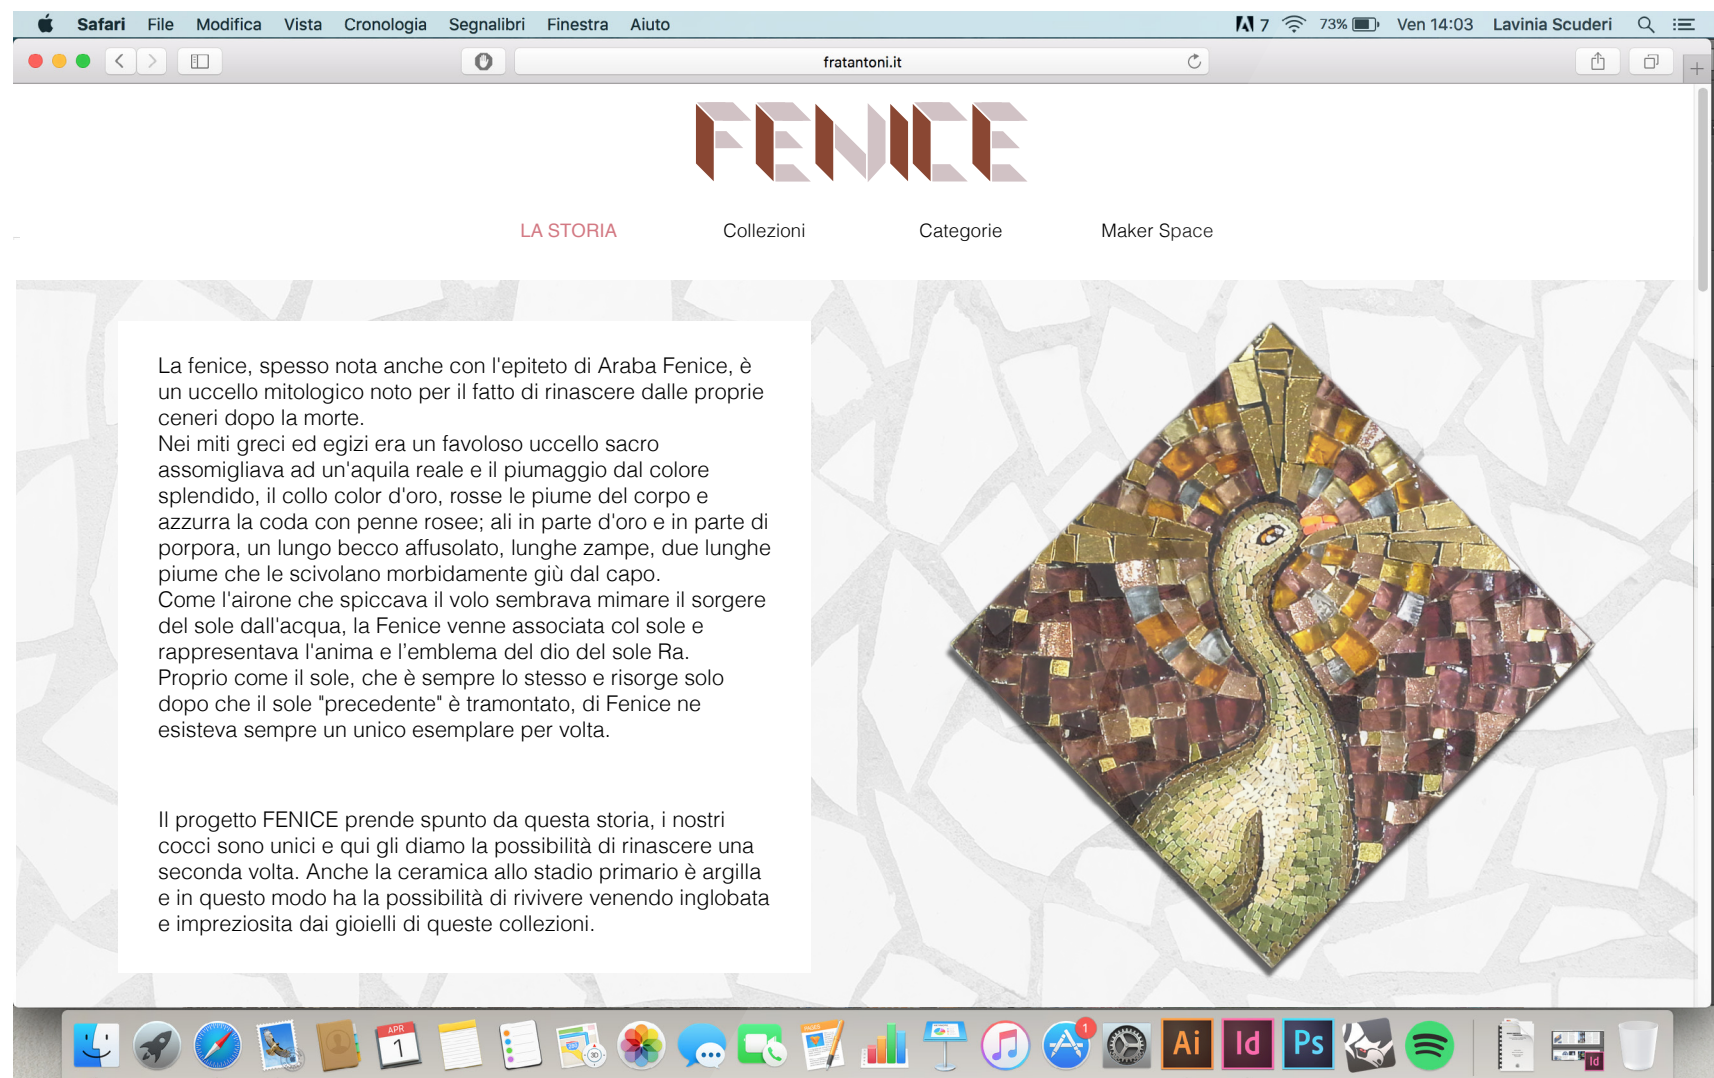 Safari File Modifica Vista Cronologia Segnalibri Finestra Aiuto 7 73% Ven 14:03 Lavinia Scuderi
fratantoni.it
FENICE
LA STORIA Collezioni Categorie Maker Space
La fenice, spesso nota anche con l'epiteto di Araba Fenice, è
un uccello mitologico noto per il fatto di rinascere dalle proprie
ceneri dopo la morte.
Nei miti greci ed egizi era un favoloso uccello sacro
assomigliava ad un'aquila reale e il piumaggio dal colore
splendido, il collo color d'oro, rosse le piume del corpo e
azzurra la coda con penne rosee; ali in parte d'oro e in parte di
porpora, un lungo becco affusolato, lunghe zampe, due lunghe
piume che le scivolano morbidamente giù dal capo.
Come l'airone che spiccava il volo sembrava mimare il sorgere
del sole dall'acqua, la Fenice venne associata col sole e
rappresentava l'anima e l’emblema del dio del sole Ra.
Proprio come il sole, che è sempre lo stesso e risorge solo
dopo che il sole "precedente" è tramontato, di Fenice ne
esisteva sempre un unico esemplare per volta.
Il progetto FENICE prende spunto da questa storia, i nostri
cocci sono unici e qui gli diamo la possibilità di rinascere una
seconda volta. Anche la ceramica allo stadio primario è argilla
e in questo modo ha la possibilità di rivivere venendo inglobata
e impreziosita dai gioielli di queste collezioni.
APR
1
3D
PAGES
1
Ai Id Ps
Id